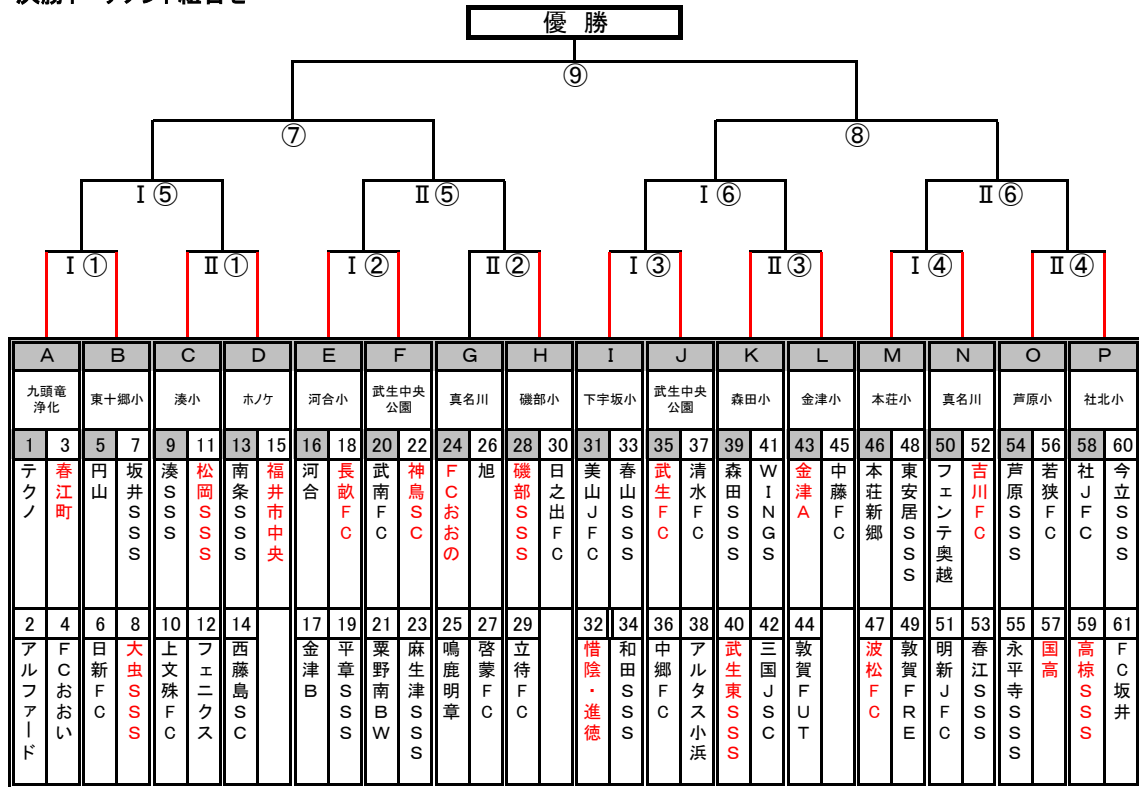 優 勝
⑨
⑦ ⑧
Ⅰ⑤ Ⅱ⑤ Ⅰ⑥ Ⅱ⑥
Ⅰ① Ⅱ① Ⅰ② Ⅱ② Ⅰ③ Ⅱ③ Ⅰ④ Ⅱ④
A B C D E F G H I J K L M N O P
九頭竜浄化 東十郷小 湊小 ホノケ 河合小 武生中央公園 真名川 磯部小 下宇坂小 武生中央公園 森田小 金津小 本荘小 真名川 芦原小 社北小
1 3 5 7 9 11 13 15 16 18 20 22 24 26 28 30 31 33 35 37 39 41 43 45 46 48 50 52 54 56 58 60
テクノ
春江町
円山
坂井SSS
湊SSS
松岡SSS
南条SSS
福井市中央
河合
長畝FC
武南FC
神鳥SC
FCおおの
旭
磯部SSS
日之出FC
美山JFC
春山SSS
武生FC
清水FC
森田SSS
WINGS
金津A
中藤FC
本荘新郷
東安居SSS
フェンテ奥越
吉川FC
芦原SSS
若狭FC
社JFC
今立SSS
2 4 6 8 10 12 14 17 19 21 23 25 27 29 32 34 36 38 40 42 44 47 49 51 53 55 57 59 61
アルファード
FCおおい
日新FC
大虫SSS
上文殊FC
フェニクス
西藤島SC
金津B
平章SSS
粟野南BW
麻生津SSS
鳴鹿明章
啓蒙FC
立待FC
惜陰・進徳
和田SSS
中郷FC
アルタス小浜
武生東SSS
三国JSC
敦賀FUT
波松FC
敦賀FRE
明新JFC
春江SSS
永平寺SSS
国高
高椋SSS
FC坂井